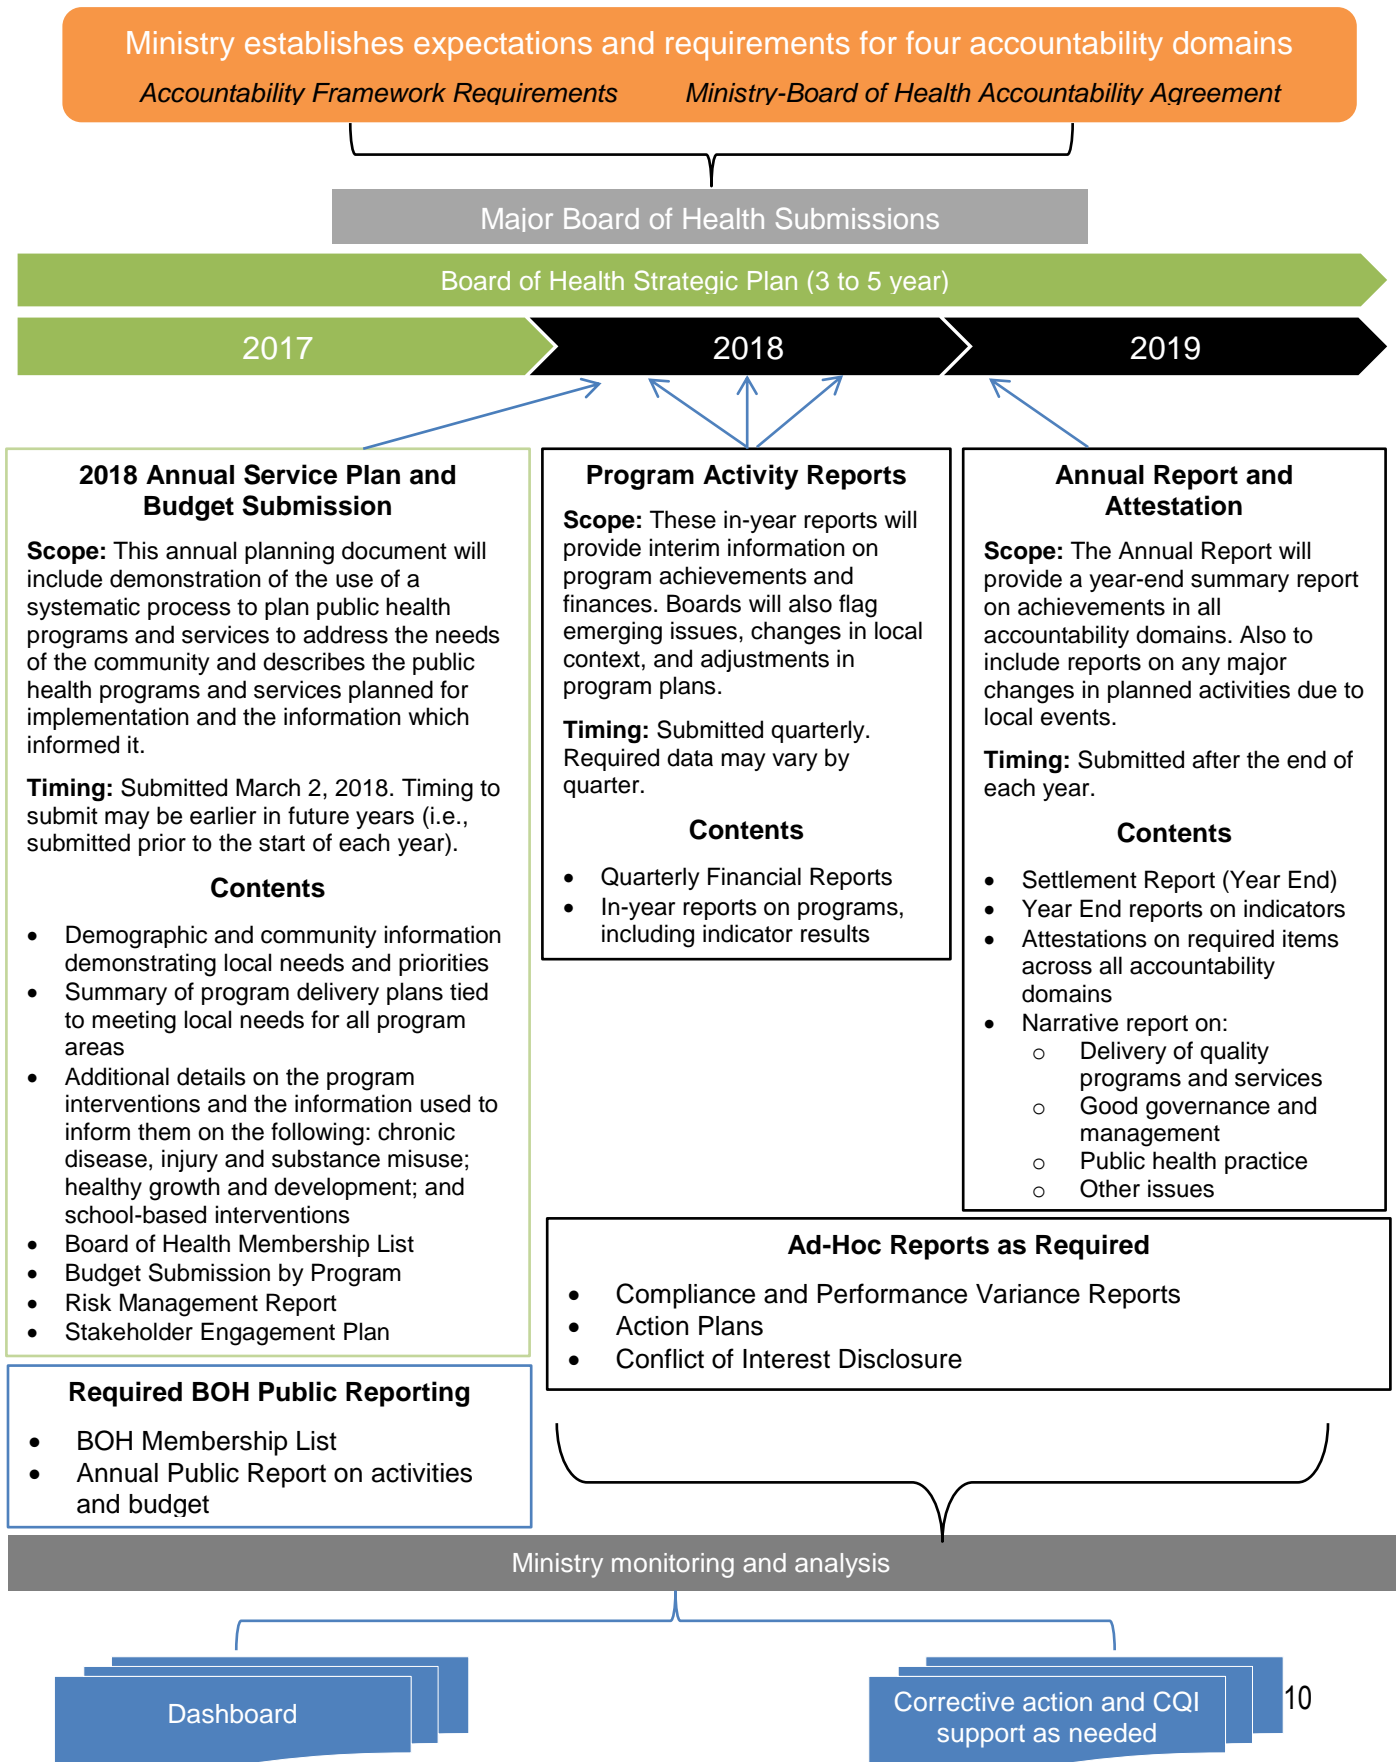 Ministry establishes expectations and requirements for four accountability domains
Accountability Framework Requirements Ministry-Board of Health Accountability Agreement
Major Board of Health Submissions
Board of Health Strategic Plan (3 to 5 year)
2017 2018 2019
2018 Annual Service Plan and
Budget Submission
Scope: This annual planning document will
include demonstration of the use of a
systematic process to plan public health
programs and services to address the needs
of the community and describes the public
health programs and services planned for
implementation and the information which
informed it.
Timing: Submitted March 2, 2018. Timing to
submit may be earlier in future years (i.e.,
submitted prior to the start of each year).
Contents
• Demographic and community information
demonstrating local needs and priorities
• Summary of program delivery plans tied
to meeting local needs for all program
areas
• Additional details on the program
interventions and the information used to
inform them on the following: chronic
disease, injury and substance misuse;
healthy growth and development; and
school-based interventions
• Board of Health Membership List
• Budget Submission by Program
• Risk Management Report
• Stakeholder Engagement Plan
Program Activity Reports
Scope: These in-year reports will
provide interim information on
program achievements and
finances. Boards will also flag
emerging issues, changes in local
context, and adjustments in
program plans.
Timing: Submitted quarterly.
Required data may vary by
quarter.
Contents
• Quarterly Financial Reports
• In-year reports on programs,
including indicator results
Annual Report and
Attestation
Scope: The Annual Report will
provide a year-end summary report
on achievements in all
accountability domains. Also to
include reports on any major
changes in planned activities due to
local events.
Timing: Submitted after the end of
each year.
Contents
• Settlement Report (Year End)
• Year End reports on indicators
• Attestations on required items
across all accountability
domains
• Narrative report on:
o Delivery of quality
programs and services
o Good governance and
management
o Public health practice
o Other issues
Ad-Hoc Reports as Required
• Compliance and Performance Variance Reports
• Action Plans
• Conflict of Interest Disclosure
Required BOH Public Reporting
• BOH Membership List
• Annual Public Report on activities
and budget
Ministry monitoring and analysis
Dashboard
Corrective action and CQI
support as needed
10